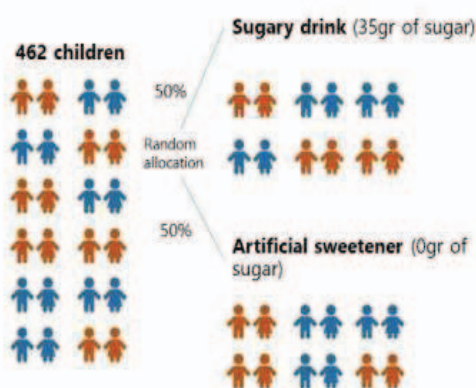 Sugary drink (35gr of sugar)
462 children
50%
Random
allocation
50%
Artificial sweetener (0gr of
sugar)